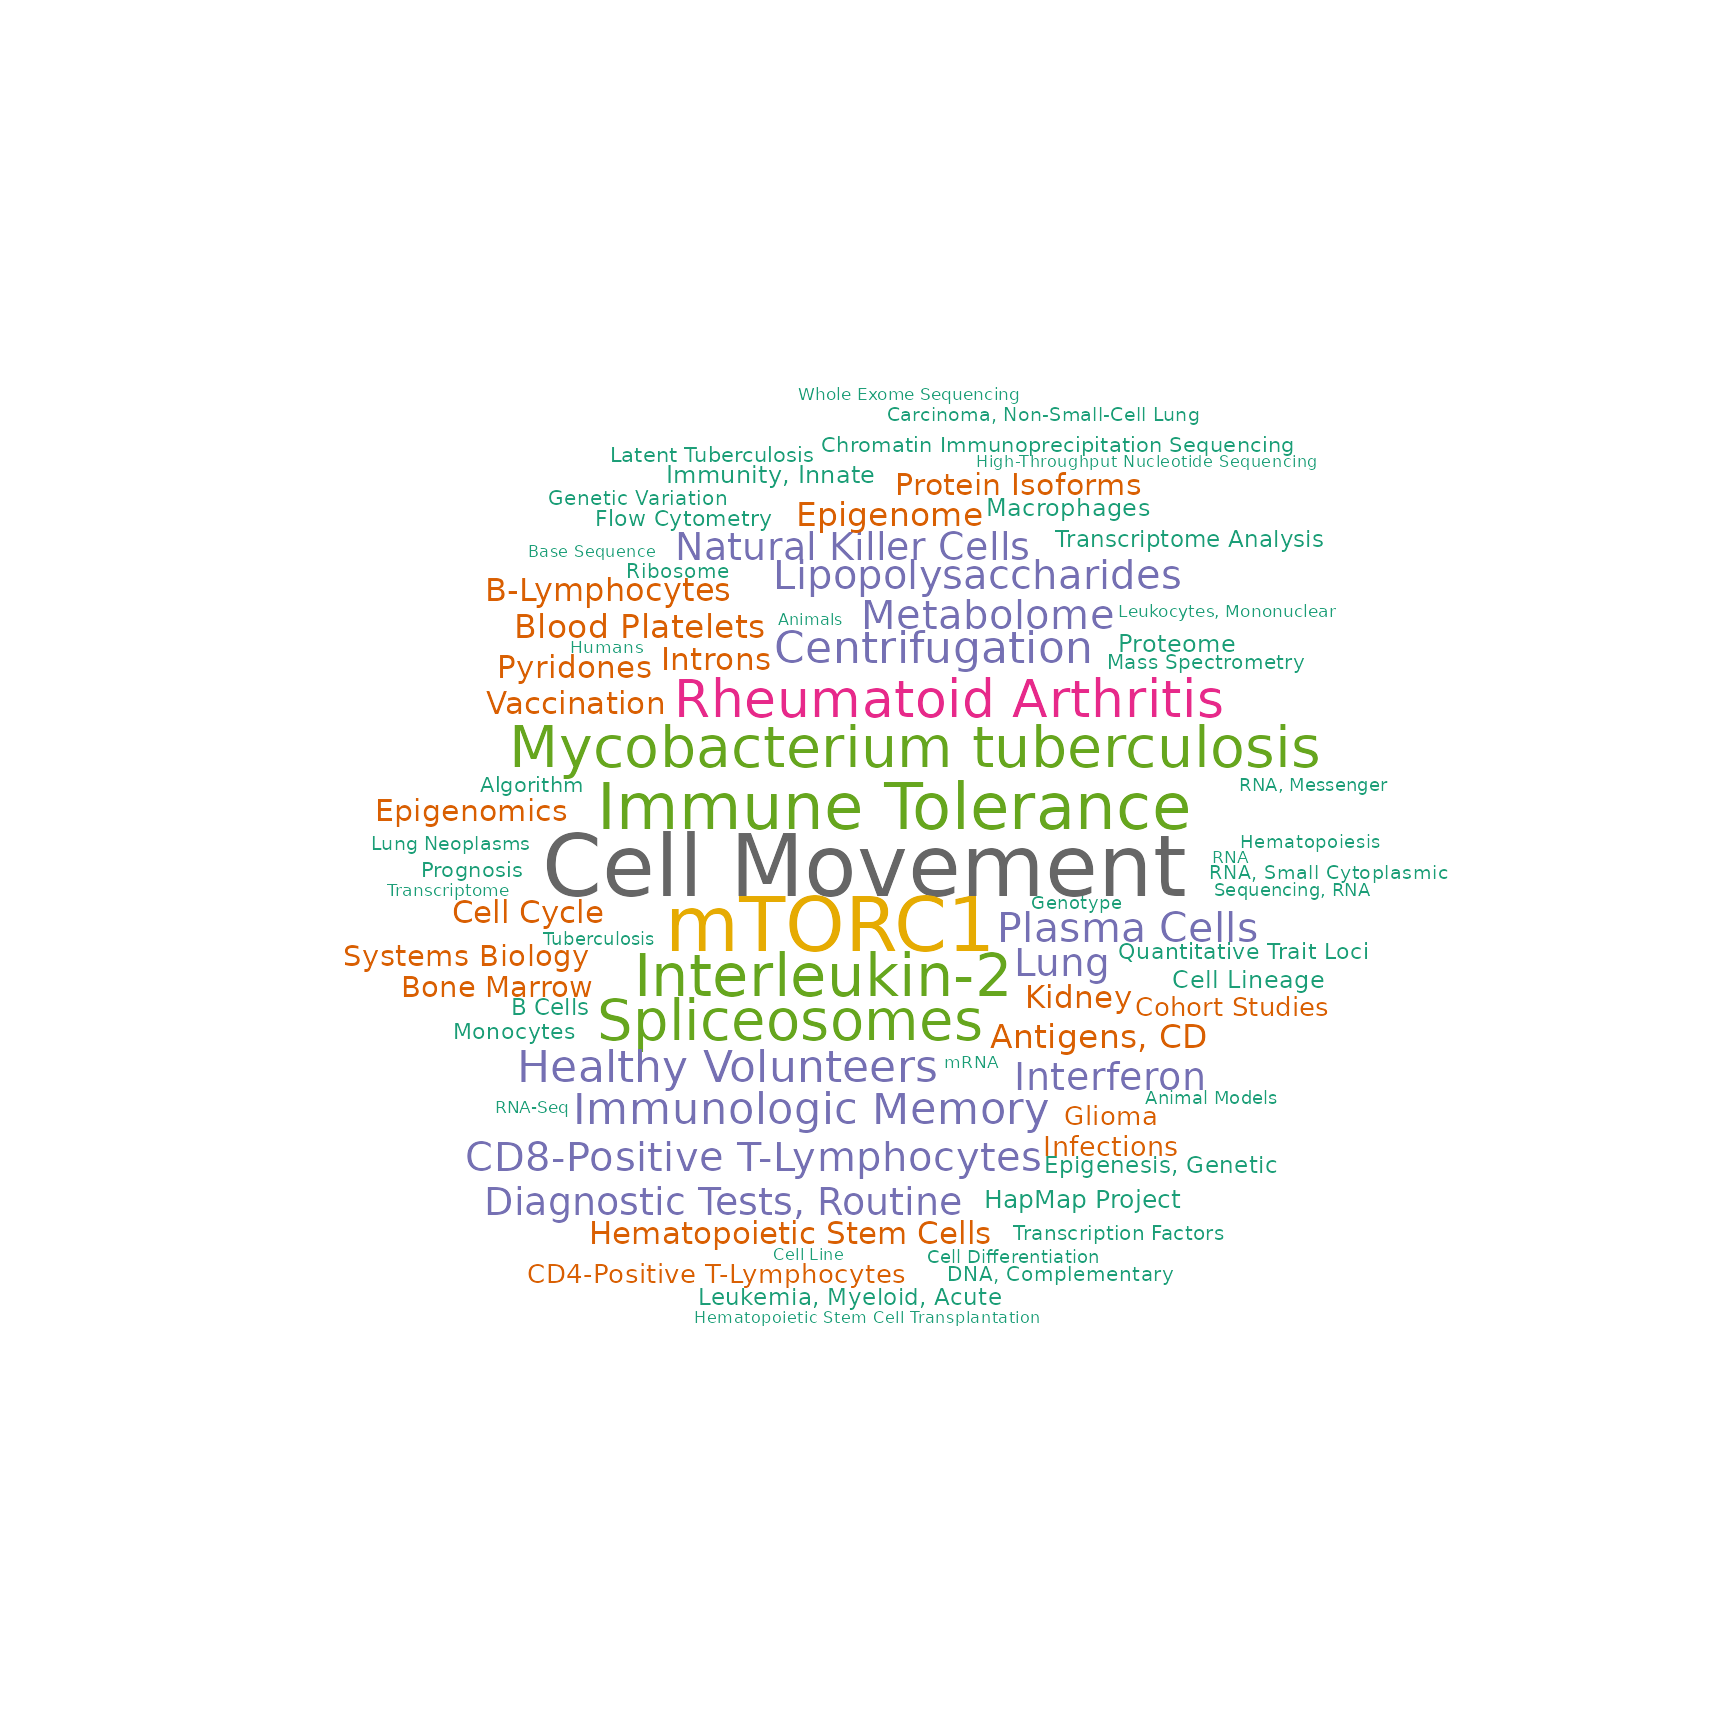 Whole Exome Sequencing
Carcinoma, Non-Small-Cell Lung
Chromatin Immunoprecipitation Sequencing
Latent Tuberculosis
High-Throughput Nucleotide Sequencing
Immunity, Innate
Protein Isoforms
Genetic Variation
Macrophages
Epigenome
Flow Cytometry
Transcriptome Analysis
Natural Killer Cells
Base Sequence
Ribosome
Lipopolysaccharides
B-Lymphocytes
Metabolome
Leukocytes, Mononuclear
Animals
Blood Platelets
Proteome
Humans
Centrifugation
Introns
Mass Spectrometry
Pyridones
Vaccination
Rheumatoid Arthritis
Mycobacterium tuberculosis
Algorithm
RNA, Messenger
Immune Tolerance
Epigenomics
Lung Neoplasms
Hematopoiesis
Cell Movement
RNA
Prognosis
RNA, Small Cytoplasmic
Transcriptome
Sequencing, RNA
Genotype
Cell Cycle
mTORC1
Plasma Cells
Tuberculosis
Quantitative Trait Loci
Systems Biology
Lung
Interleukin-2
Cell Lineage
Bone Marrow
Kidney
B Cells
Cohort Studies
Spliceosomes
Monocytes
Antigens, CD
mRNA
Healthy Volunteers
Interferon
Animal Models
RNA-Seq
Immunologic Memory
Glioma
Infections
CD8-Positive T-Lymphocytes
Epigenesis, Genetic
Diagnostic Tests, Routine
HapMap Project
Hematopoietic Stem Cells
Transcription Factors
Cell Line
Cell Differentiation
CD4-Positive T-Lymphocytes
DNA, Complementary
Leukemia, Myeloid, Acute
Hematopoietic Stem Cell Transplantation